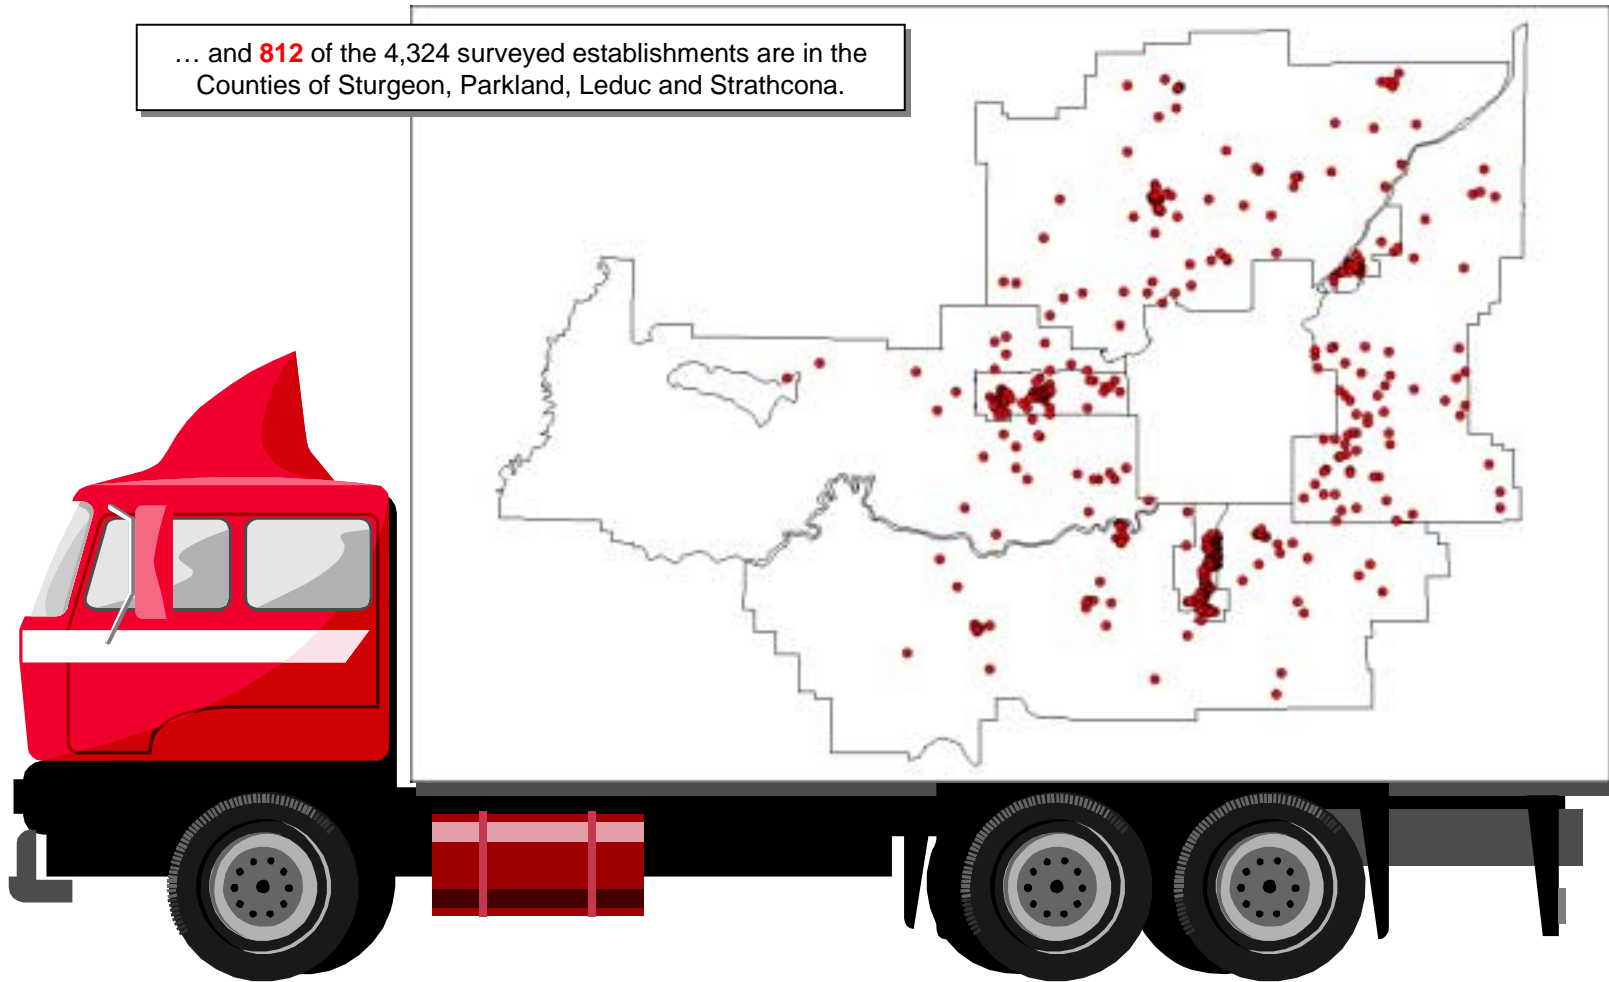 … and 812 of the 4,324 surveyed establishments are in the
Counties of Sturgeon, Parkland, Leduc and Strathcona.